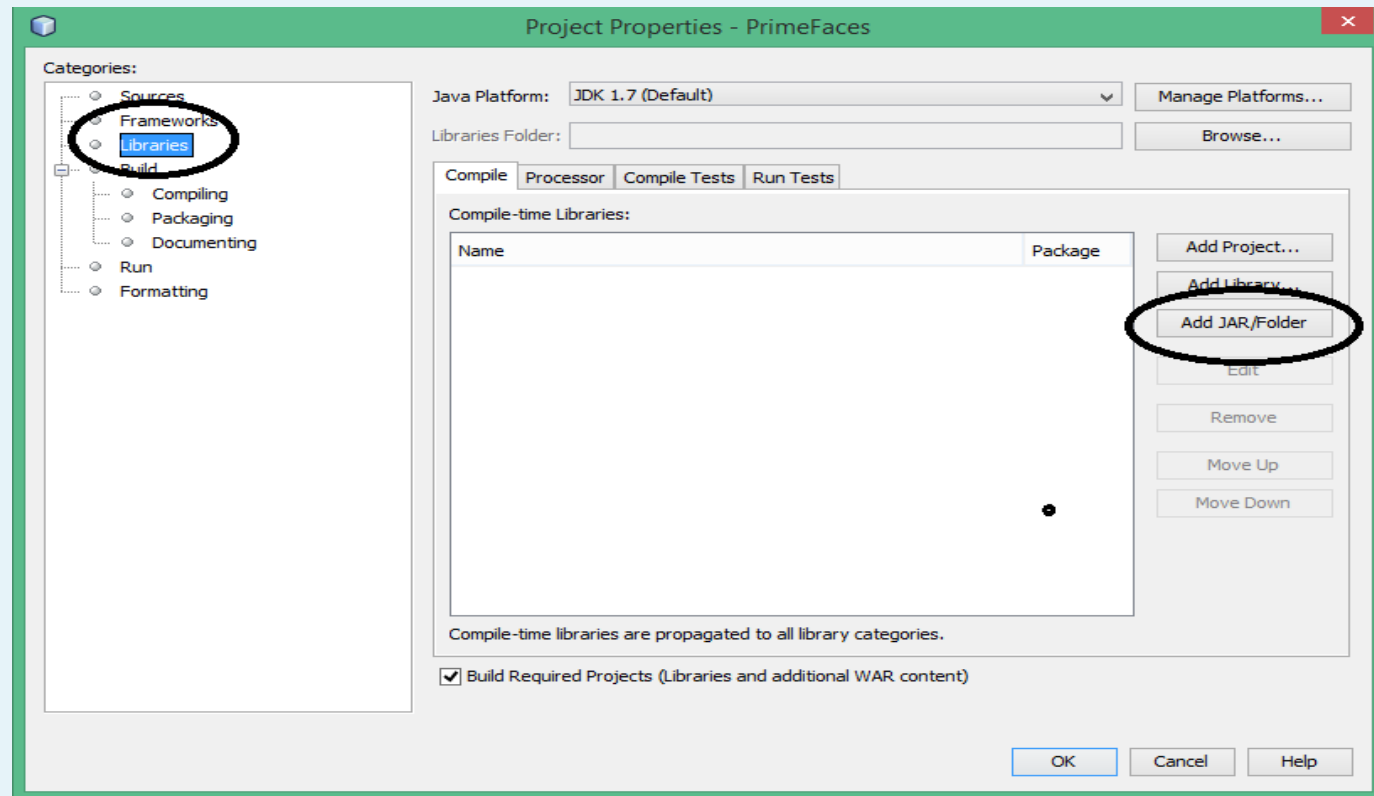 Project Properties - PrimeFaces
Categories:
Sources
Frameworks
Libraries
Build
Compiling
Packaging
Documenting
Run
Formatting
Java Platform: JDK 1.7 (Default) Manage Platforms...
Libraries Folder: Browse...
Compile Processor Compile Tests Run Tests
Compile-time Libraries:
Name Package
Add Project...
Add Library...
Add JAR/Folder
Edit
Remove
Move Up
Move Down
Compile-time libraries are propagated to all library categories.
Build Required Projects (Libraries and additional WAR content)
OK Cancel Help